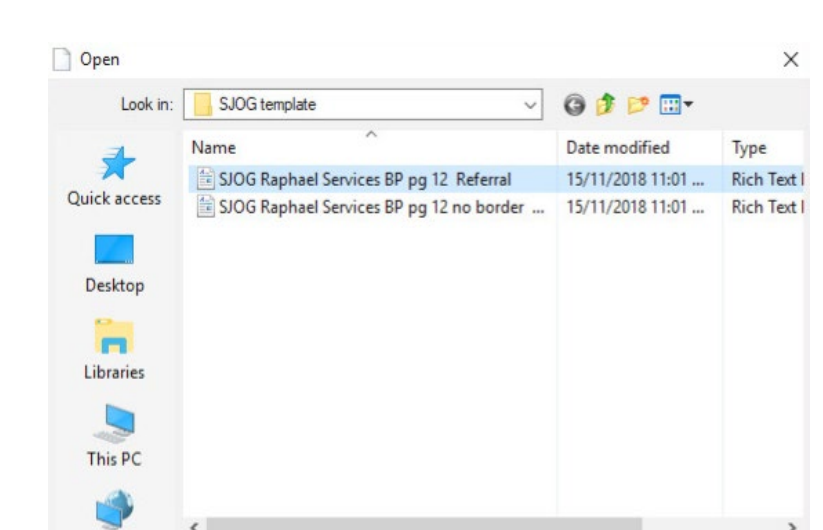 Open
Look in: SJOG template
Name Date modified Type
SJOG Raphael Services BP pg 12 Referral 15/11/2018 11:01 ... Rich Text
SJOG Raphael Services BP pg 12 no border ... 15/11/2018 11:01 ... Rich Text
Quick access
Desktop
Libraries
This PC